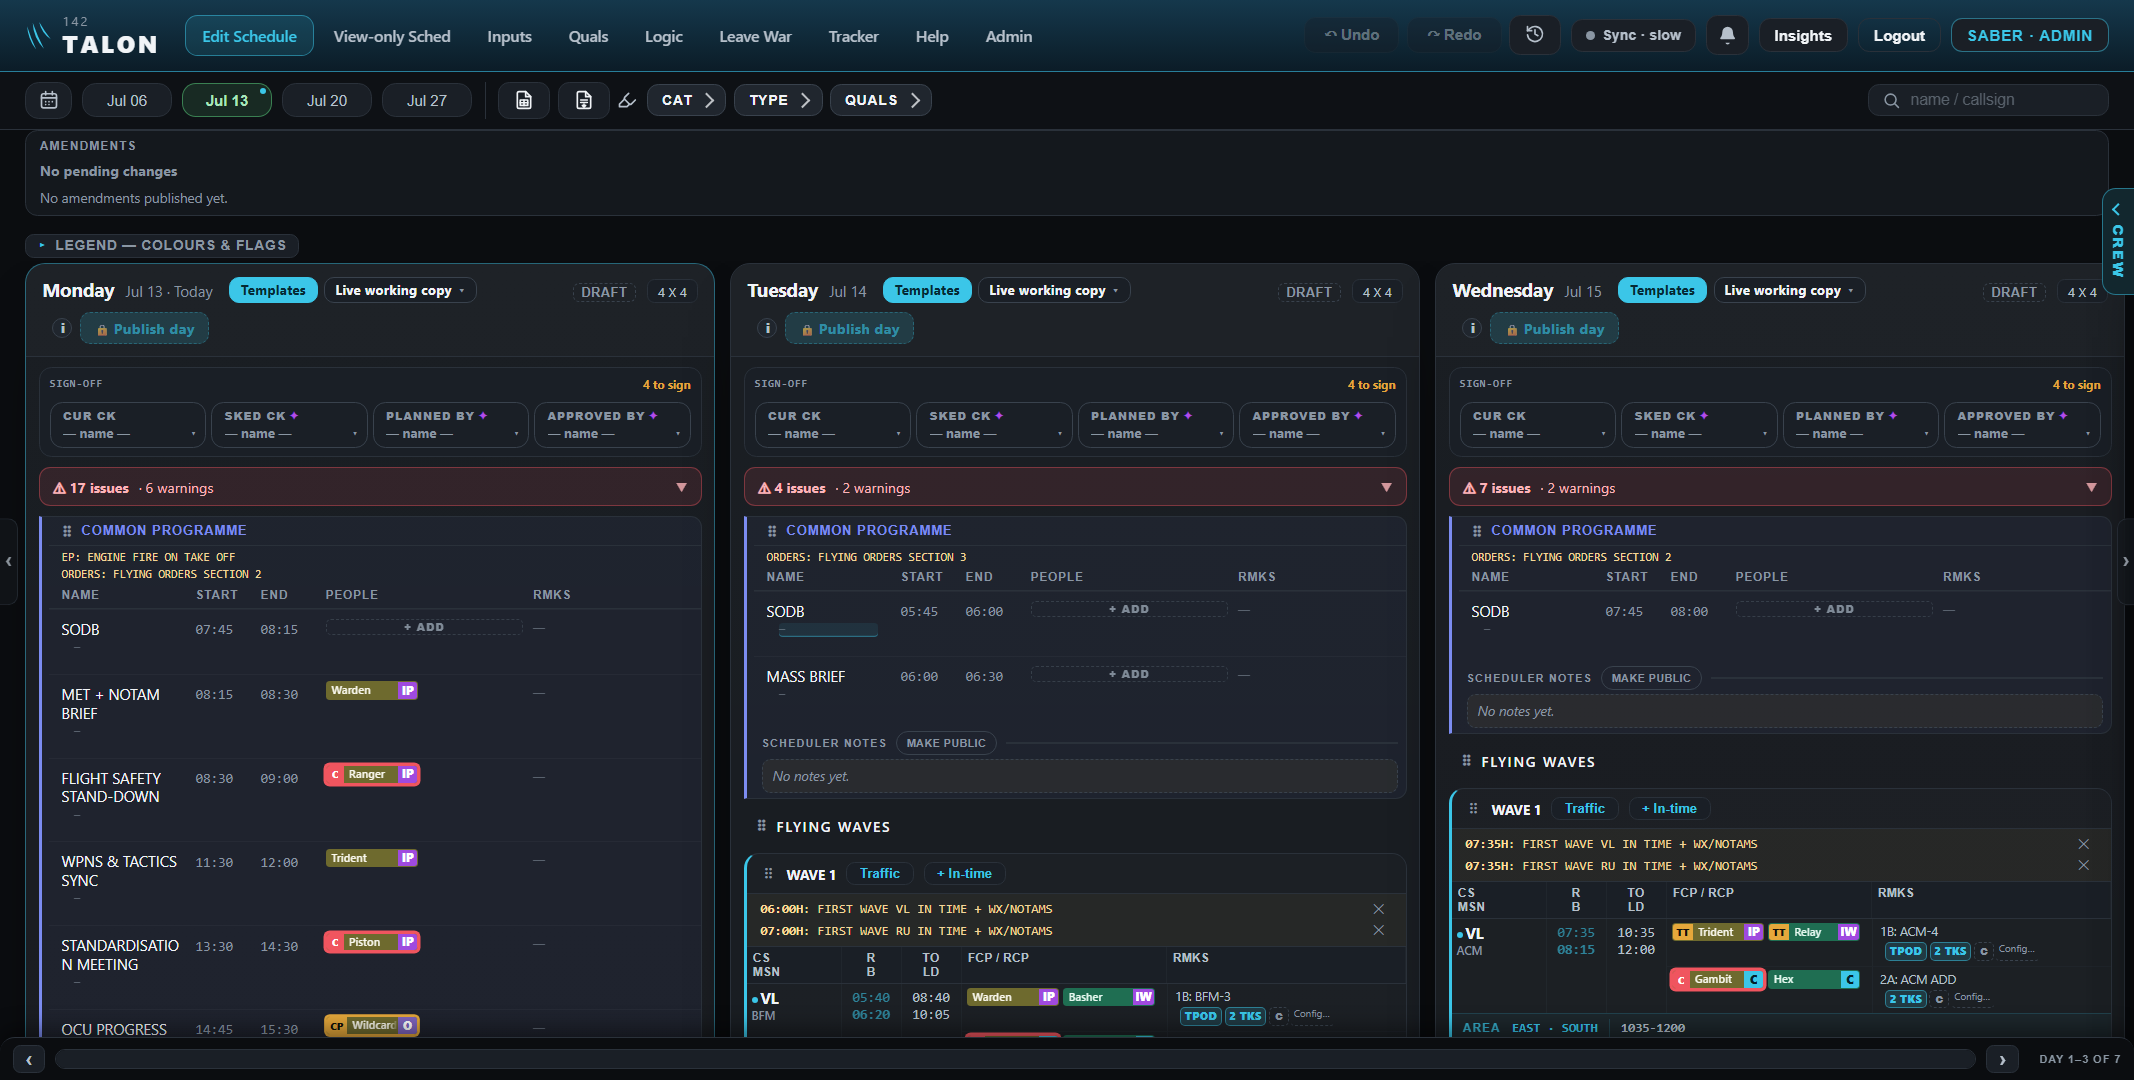 142
TALON
Edit Schedule
View-only Sched
Inputs
Quals
Logic
Leave War
Tracker
Help
Admin
Undo
Redo
Sync · slow
Insights
Logout
SABER · ADMIN
Jul 06
Jul 13
Jul 20
Jul 27
CAT
TYPE
QUALS
name / callsign
AMENDMENTS
No pending changes
No amendments published yet.
LEGEND — COLOURS & FLAGS
CREW
Monday Jul 13 · Today Templates Live working copy DRAFT 4 X 4
i Publish day
SIGN-OFF 4 to sign
CUR CK SKED CK PLANNED BY APPROVED BY
— name — — name — — name — — name —
17 issues · 6 warnings
COMMON PROGRAMME
EP: ENGINE FIRE ON TAKE OFF
ORDERS: FLYING ORDERS SECTION 2
NAME START END PEOPLE RMKS
SODB 07:45 08:15 + ADD —
–
MET + NOTAM BRIEF 08:15 08:30 Warden IP —
–
FLIGHT SAFETY STAND-DOWN 08:30 09:00 C Ranger IP —
–
WPNS & TACTICS SYNC 11:30 12:00 Trident IP —
–
STANDARDISATIO
N MEETING 13:30 14:30 C Piston IP —
–
OCU PROGRESS 14:45 15:30 CP Wildcard O —
Tuesday Jul 14 Templates Live working copy DRAFT 4 X 4
i Publish day
SIGN-OFF 4 to sign
CUR CK SKED CK PLANNED BY APPROVED BY
— name — — name — — name — — name —
4 issues · 2 warnings
COMMON PROGRAMME
ORDERS: FLYING ORDERS SECTION 3
NAME START END PEOPLE RMKS
SODB 05:45 06:00 + ADD —
–
MASS BRIEF 06:00 06:30 + ADD —
–
SCHEDULER NOTES MAKE PUBLIC
No notes yet.
FLYING WAVES
WAVE 1 Traffic + In-time
06:00H: FIRST WAVE VL IN TIME + WX/NOTAMS
07:00H: FIRST WAVE RU IN TIME + WX/NOTAMS
CS R TO FCP / RCP RMKS
MSN B LD
VL 05:40 08:40 Warden IP Basher IW 1B: BFM-3
BFM 06:20 10:05 TPOD 2 TKS C Config...
Wednesday Jul 15 Templates Live working copy DRAFT 4 X 4
i Publish day
SIGN-OFF 4 to sign
CUR CK SKED CK PLANNED BY APPROVED BY
— name — — name — — name — — name —
7 issues · 2 warnings
COMMON PROGRAMME
ORDERS: FLYING ORDERS SECTION 2
NAME START END PEOPLE RMKS
SODB 07:45 08:00 + ADD —
–
SCHEDULER NOTES MAKE PUBLIC
No notes yet.
FLYING WAVES
WAVE 1 Traffic + In-time
07:35H: FIRST WAVE VL IN TIME + WX/NOTAMS
07:35H: FIRST WAVE RU IN TIME + WX/NOTAMS
CS R TO FCP / RCP RMKS
MSN B LD
VL 07:35 10:35 TT Trident IP TT Relay IW 1B: ACM-4
ACM 08:15 12:00 TPOD 2 TKS C Config...
C Gambit C Hex C 2A: ACM ADD
2 TKS C Config...
AREA EAST · SOUTH 1035-1200
DAY 1–3 OF 7